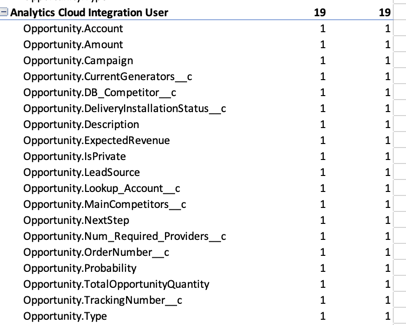 Analytics Cloud Integration User 19 19
Opportunity.Account 1 1
Opportunity.Amount 1 1
Opportunity.Campaign 1 1
Opportunity.CurrentGenerators__c 1 1
Opportunity.DB_Competitor__c 1 1
Opportunity.DeliveryInstallationStatus__c 1 1
Opportunity.Description 1 1
Opportunity.ExpectedRevenue 1 1
Opportunity.IsPrivate 1 1
Opportunity.LeadSource 1 1
Opportunity.Lookup_Account__c 1 1
Opportunity.MainCompetitors__c 1 1
Opportunity.NextStep 1 1
Opportunity.Num_Required_Providers__c 1 1
Opportunity.OrderNumber__c 1 1
Opportunity.Probability 1 1
Opportunity.TotalOpportunityQuantity 1 1
Opportunity.TrackingNumber__c 1 1
Opportunity.Type 1 1